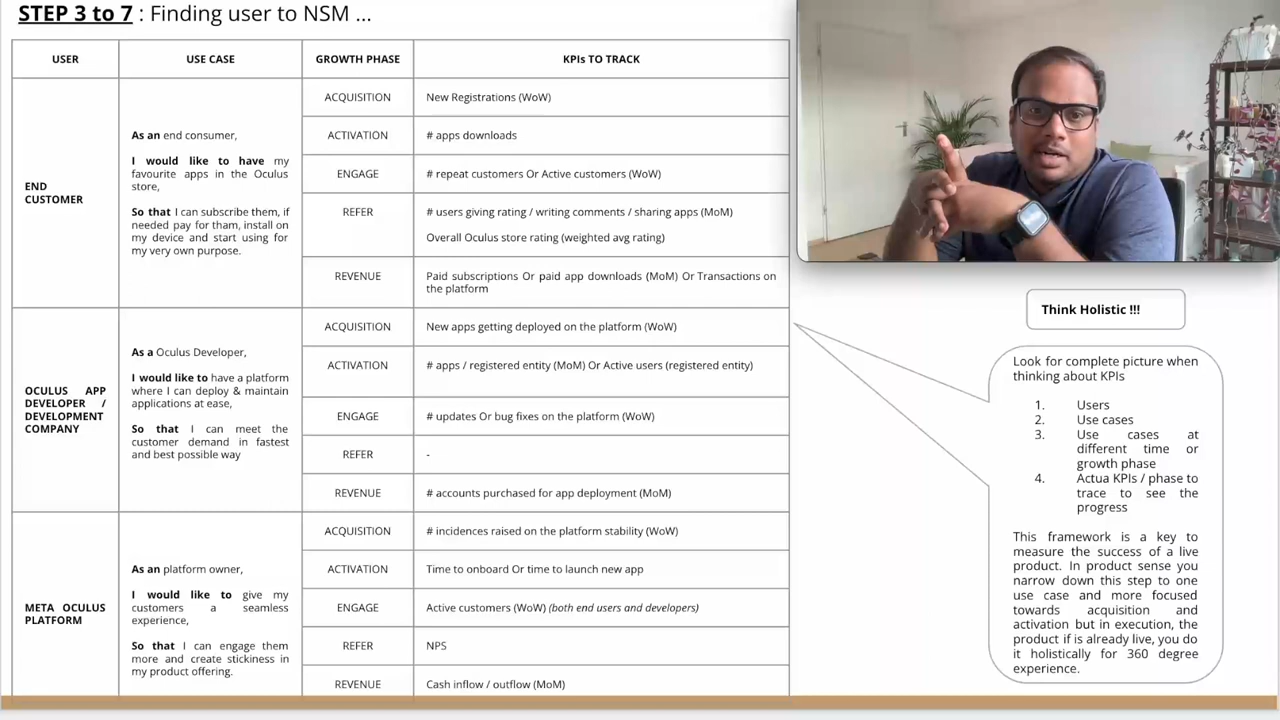 STEP 3 to 7 : Finding user to NSM ...
USER
USE CASE
GROWTH PHASE
KPIs TO TRACK
END
CUSTOMER
As an end consumer,
I would like to have my
favourite apps in the Oculus
store,
So that I can subscribe them, if
needed pay for tham, install on
my device and start using for
my very own purpose.
ACQUISITION
New Registrations (WoW)
ACTIVATION
# apps downloads
ENGAGE
# repeat customers Or Active customers (WoW)
REFER
# users giving rating / writing comments / sharing apps (MoM)
Overall Oculus store rating (weighted avg rating)
REVENUE
Paid subscriptions Or paid app downloads (MoM) Or Transactions on
the platform
OCULUS APP
DEVELOPER /
DEVELOPMENT
COMPANY
As a Oculus Developer,
I would like to have a platform
where I can deploy & maintain
applications at ease,
So that I can meet the
customer demand in fastest
and best possible way
ACQUISITION
New apps getting deployed on the platform (WoW)
ACTIVATION
# apps / registered entity (MoM) Or Active users (registered entity)
ENGAGE
# updates Or bug fixes on the platform (WoW)
REFER
-
REVENUE
# accounts purchased for app deployment (MoM)
META OCULUS
PLATFORM
As an platform owner,
I would like to give my
customers a seamless
experience,
So that I can engage them
more and create stickiness in
my product offering.
ACQUISITION
# incidences raised on the platform stability (WoW)
ACTIVATION
Time to onboard Or time to launch new app
ENGAGE
Active customers (WoW) (both end users and developers)
REFER
NPS
REVENUE
Cash inflow / outflow (MoM)
Think Holistic !!!
Look for complete picture when
thinking about KPIs
1. Users
2. Use cases
3. Use cases at
different time or
growth phase
4. Actua KPIs / phase to
trace to see the
progress
This framework is a key to
measure the success of a live
product. In product sense you
narrow down this step to one
use case and more focused
towards acquisition and
activation but in execution, the
product if is already live, you do
it holistically for 360 degree
experience.